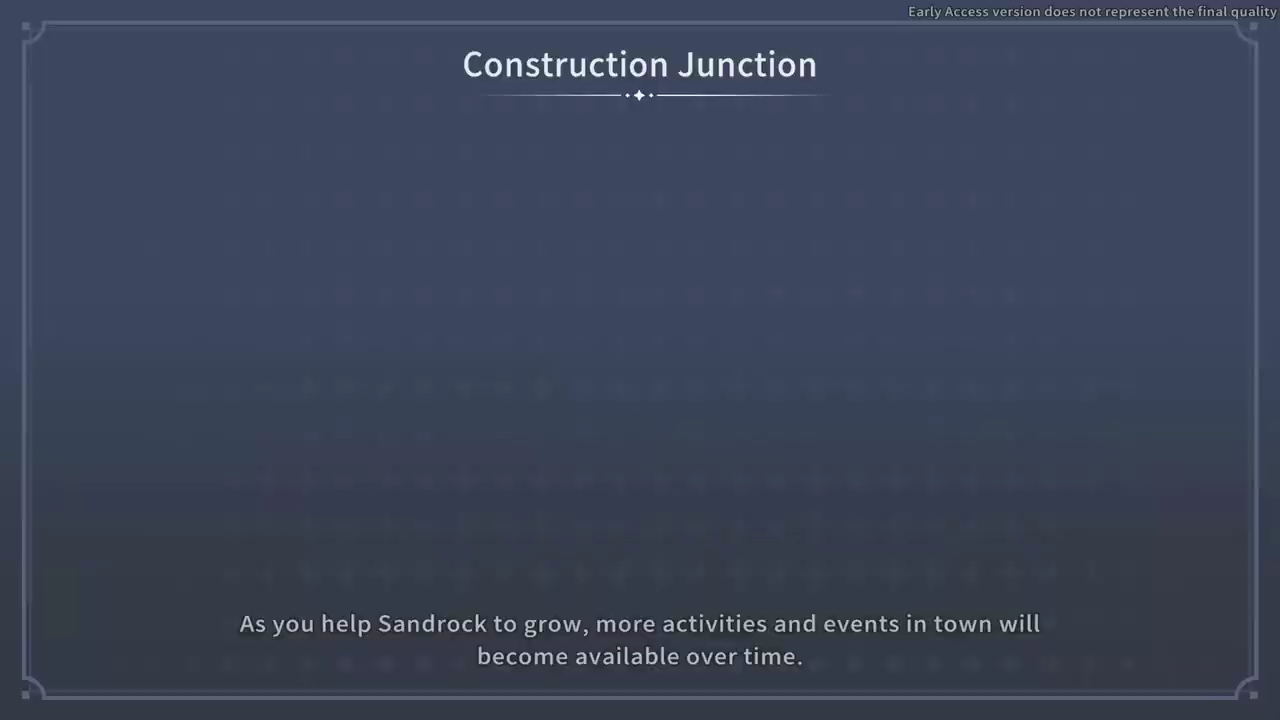 Early Access version does not represent the final quality
Construction Junction
As you help Sandrock to grow, more activities and events in town will
become available over time.